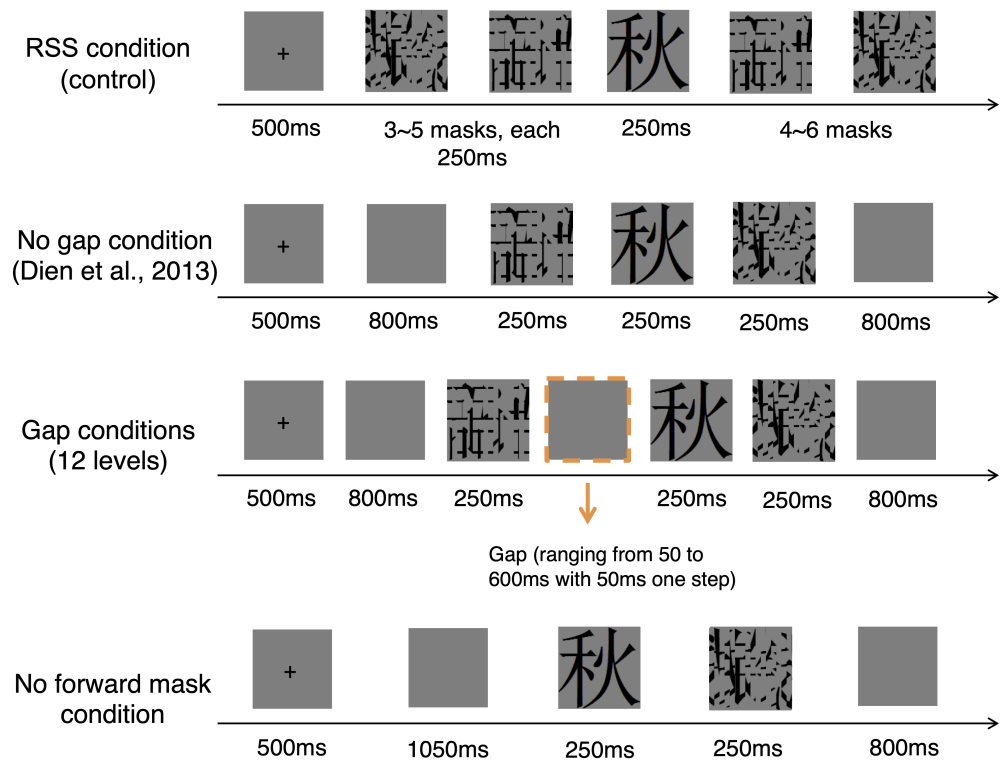 RSS condition
(control)
+
秋
500ms
3~5 masks, each
250ms
250ms
4~6 masks
No gap condition
(Dien et al., 2013)
+
秋
500ms
800ms
250ms
250ms
250ms
800ms
Gap conditions
(12 levels)
+
秋
500ms
800ms
250ms
250ms
250ms
800ms
Gap (ranging from 50 to
600ms with 50ms one step)
No forward mask
condition
+
秋
500ms
1050ms
250ms
250ms
800ms